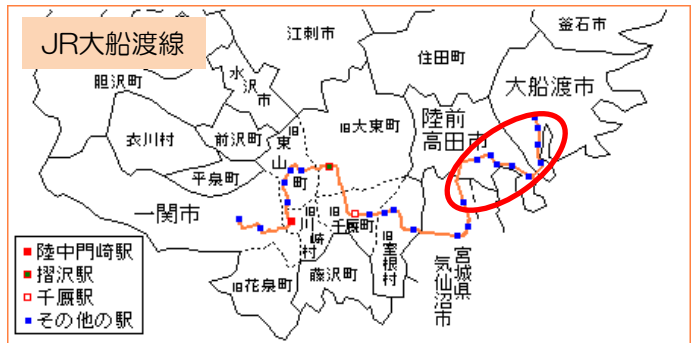 JR大船渡線
江刺市
釜石市
住田町
胆沢町
水沢市
大船渡市
旧大東町
陸前
高田市
衣川村
前沢町
旧東山町
平泉町
一関市
旧川崎村
旧千厩町
旧室根村
宮城県
気仙沼市
旧花泉町
藤沢町
陸中門崎駅
摺沢駅
千厩駅
その他の駅